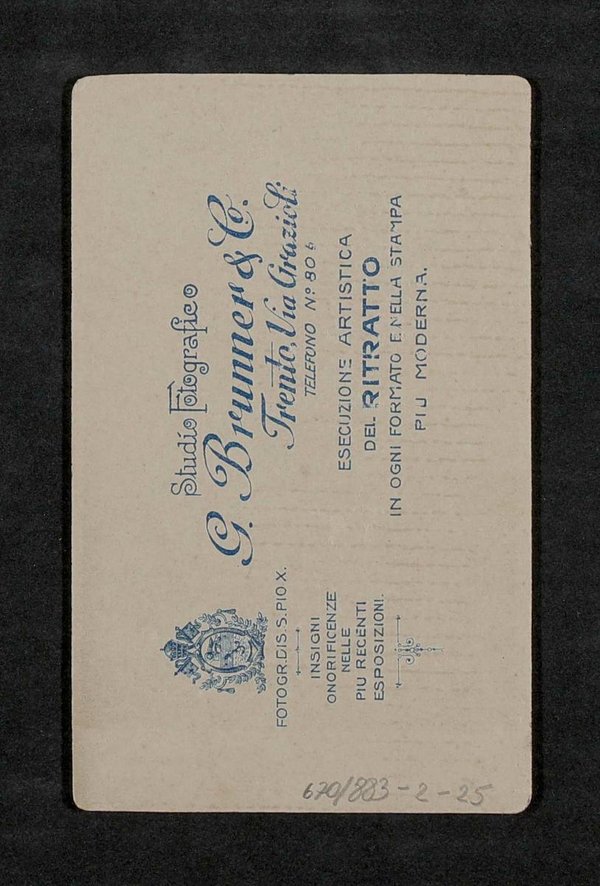 Studio Fotografico
G. Brunner & Co.
Trento, Via Grazioli
TELEFONO Nº 80 b
ESECUZIONE ARTISTICA
DEL RITRATTO
IN OGNI FORMATO E NELLA STAMPA
PIU MODERNA.
FOTOGR. DI S. S. PIO X.
INSIGNI
ONORIFICENZE
NELLE
PIU RECENTI
ESPOSIZIONI.
670/883-2-25